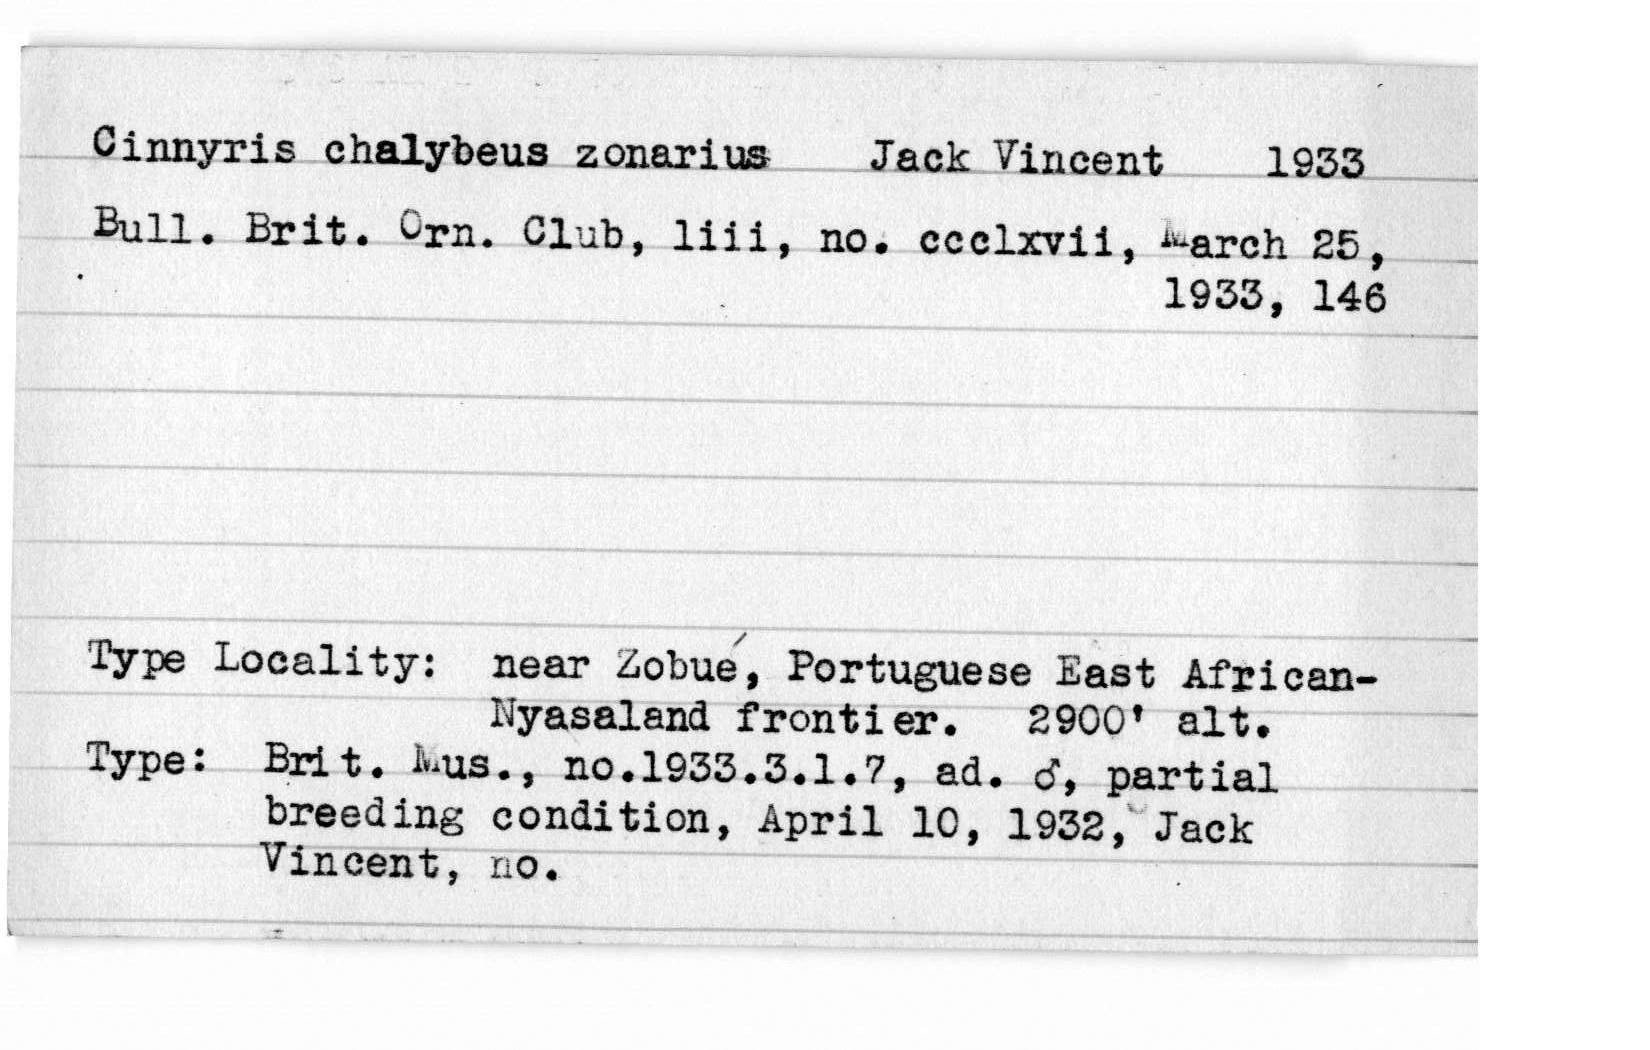 Cinnyris chalybeus zonarius Jack Vincent 1933
Bull. Brit. Orn. Club, liii, no. ccclxvii, March 25,
1933, 146
Type Locality: near Zobué, Portuguese East African-
Nyasaland frontier. 2900' alt.
Type: Brit. Mus., no.1933.3.1.7, ad. ♂, partial
breeding condition, April 10, 1932, Jack
Vincent, no.